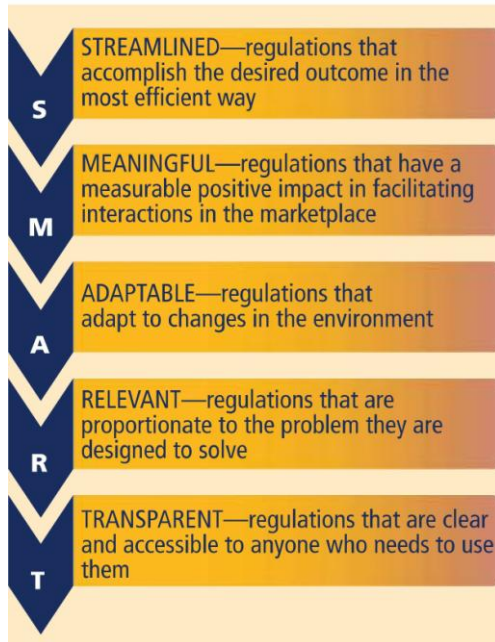 STREAMLINED—regulations that
accomplish the desired outcome in the
most efficient way
S
MEANINGFUL—regulations that have a
measurable positive impact in facilitating
interactions in the marketplace
M
ADAPTABLE—regulations that
adapt to changes in the environment
A
RELEVANT—regulations that are
proportionate to the problem they are
designed to solve
R
TRANSPARENT—regulations that are clear
and accessible to anyone who needs to use
them
T